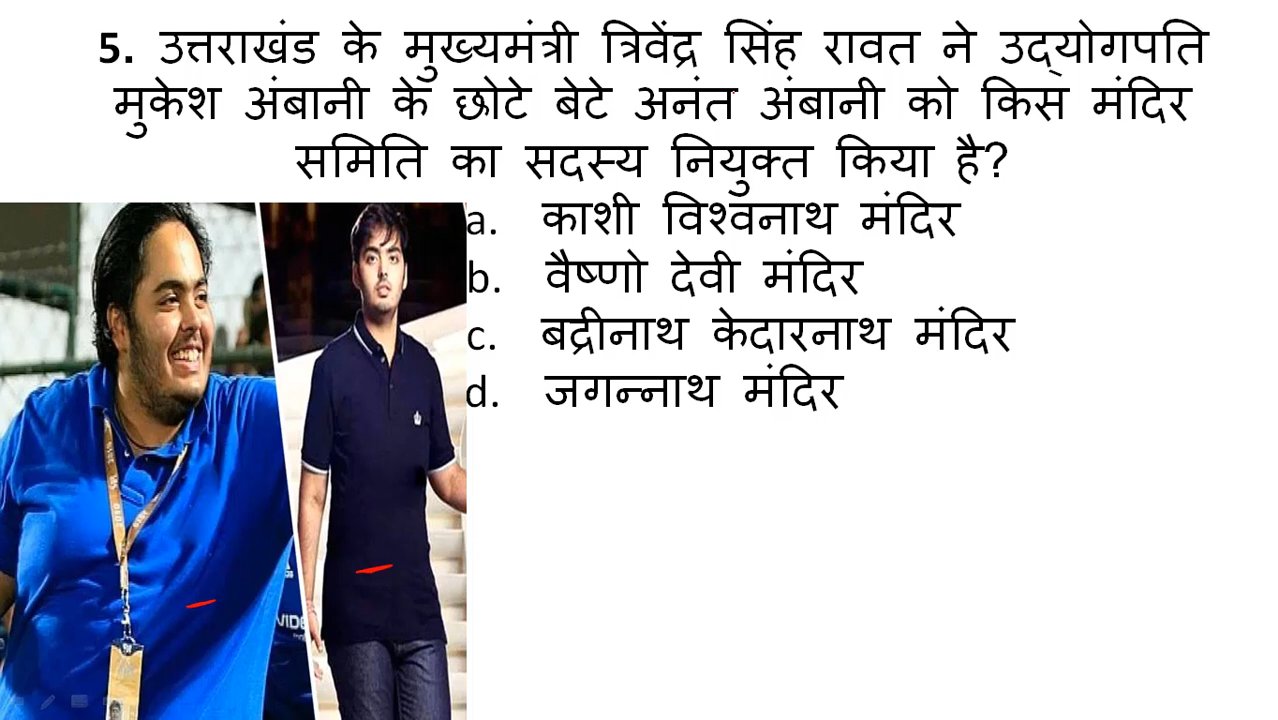 5. उत्तराखंड के मुख्यमंत्री त्रिवेंद्र सिंह रावत ने उद्योगपति
मुकेश अंबानी के छोटे बेटे अनंत अंबानी को किस मंदिर
समिति का सदस्य नियुक्त किया है?
a. काशी विश्वनाथ मंदिर
b. वैष्णो देवी मंदिर
c. बद्रीनाथ केदारनाथ मंदिर
d. जगन्नाथ मंदिर